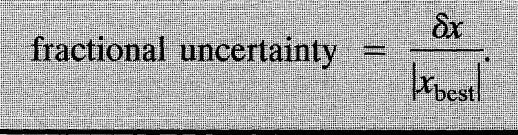 fractional uncertainty = δx / |x_best|.